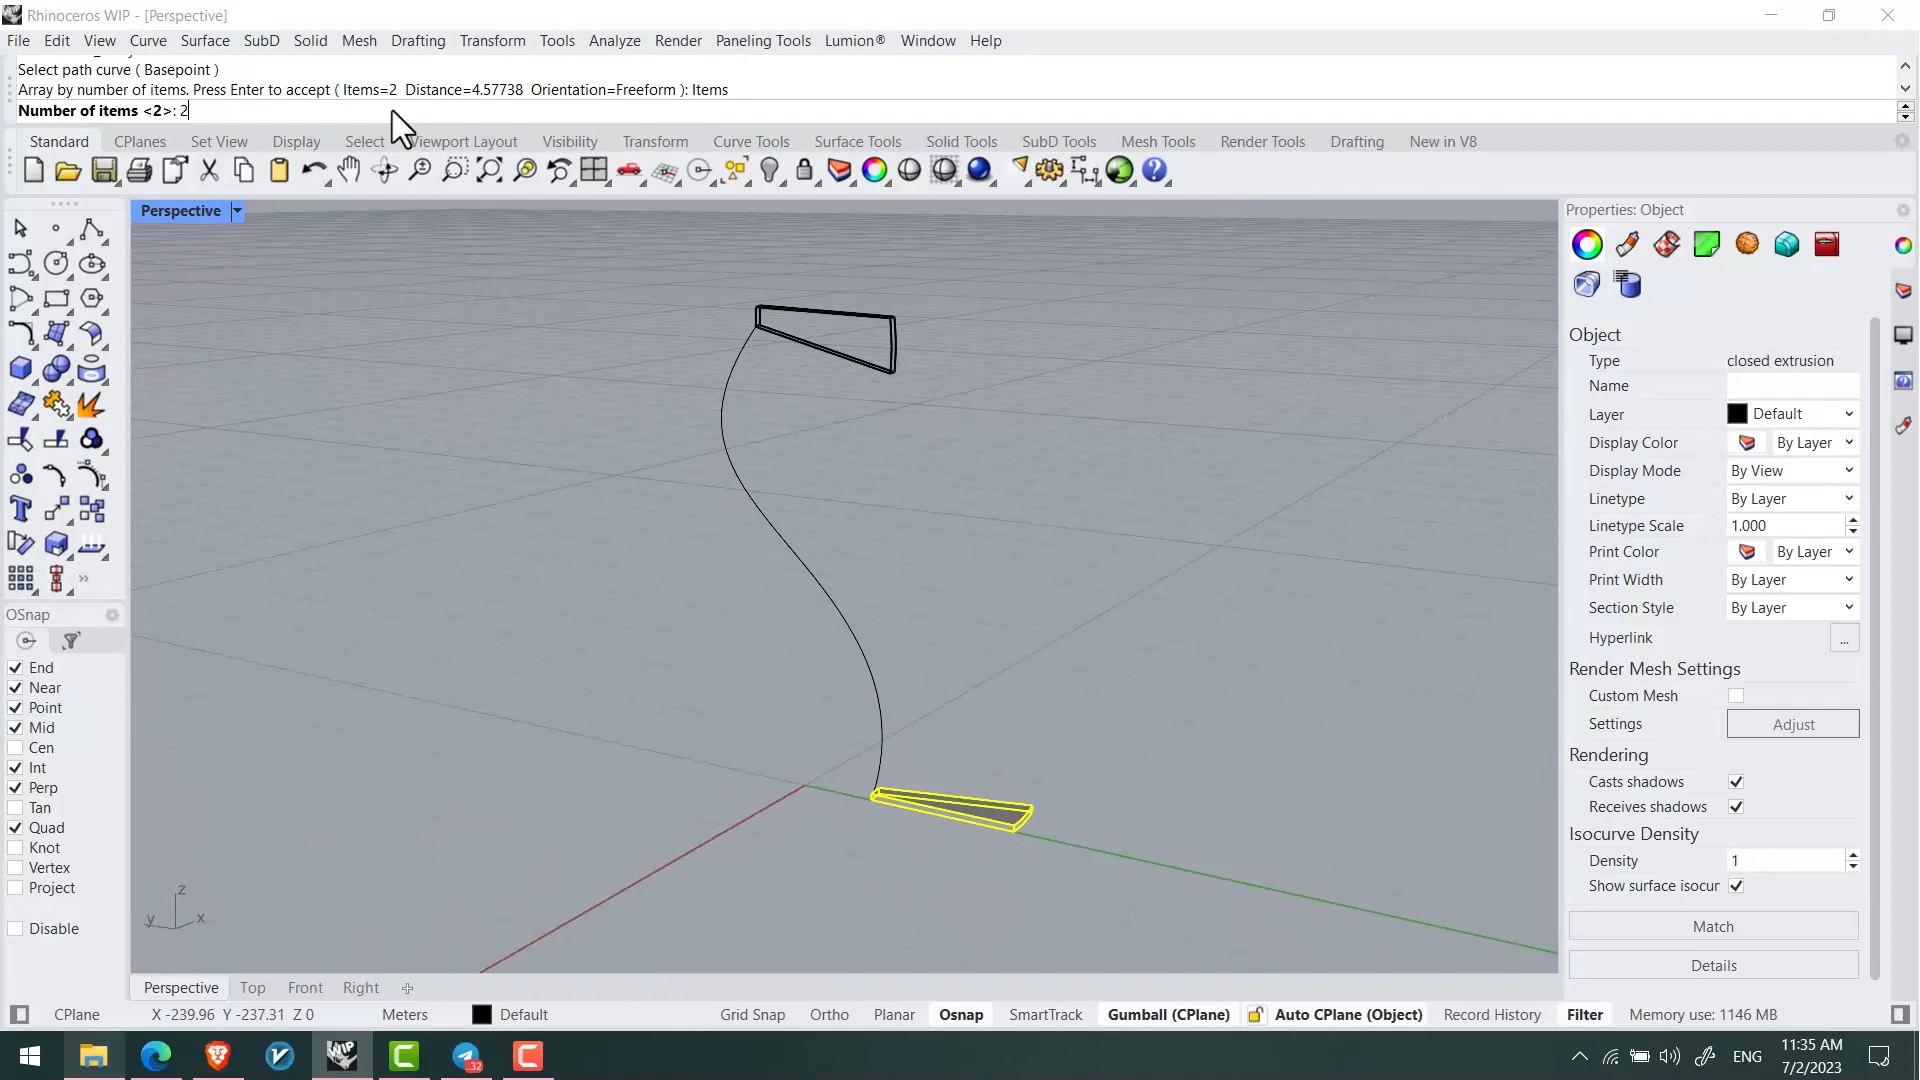 Rhinoceros WIP - [Perspective]
File Edit View Curve Surface SubD Solid Mesh Drafting Transform Tools Analyze Render Paneling Tools Lumion® Window Help
Select path curve ( Basepoint )
Array by number of items. Press Enter to accept ( Items=2 Distance=4.57738 Orientation=Freeform ): Items
Number of items <2>: 2
Standard CPlanes Set View Display Select Viewport Layout Visibility Transform Curve Tools Surface Tools Solid Tools SubD Tools Mesh Tools Render Tools Drafting New in V8
Perspective
Properties: Object
Object
Type closed extrusion
Name
Layer Default
Display Color By Layer
Display Mode By View
Linetype By Layer
Linetype Scale 1.000
Print Color By Layer
Print Width By Layer
Section Style By Layer
Hyperlink ...
Render Mesh Settings
Custom Mesh
Settings Adjust
Rendering
Casts shadows
Receives shadows
Isocurve Density
Density 1
Show surface isocur
Match
Details
OSnap
End
Near
Point
Mid
Cen
Int
Perp
Tan
Quad
Knot
Vertex
Project
Disable
z
y x
Perspective Top Front Right
CPlane X -239.96 Y -237.31 Z 0 Meters Default Grid Snap Ortho Planar Osnap SmartTrack Gumball (CPlane) Auto CPlane (Object) Record History Filter Memory use: 1146 MB
WIP
32
ENG
11:35 AM
7/2/2023